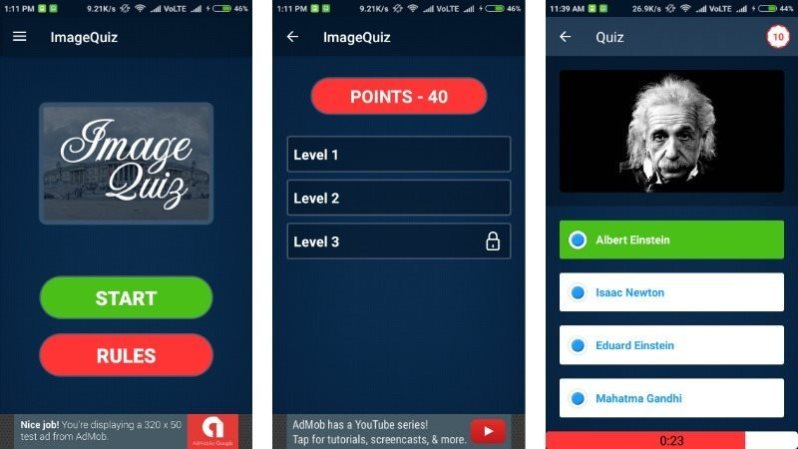 1:11 PM 9.21K/s VoLTE 46%
ImageQuiz
Image
Quiz
START
RULES
Nice job! You're displaying a 320 x 50
test ad from AdMob.
AdMob by Google
1:11 PM 9.21K/s VoLTE 46%
ImageQuiz
POINTS - 40
Level 1
Level 2
Level 3
AdMob has a YouTube series!
Tap for tutorials, screencasts, & more.
11:39 AM 26.9K/s VoLTE 44%
Quiz
10
Albert Einstein
Isaac Newton
Eduard Einstein
Mahatma Gandhi
0:23